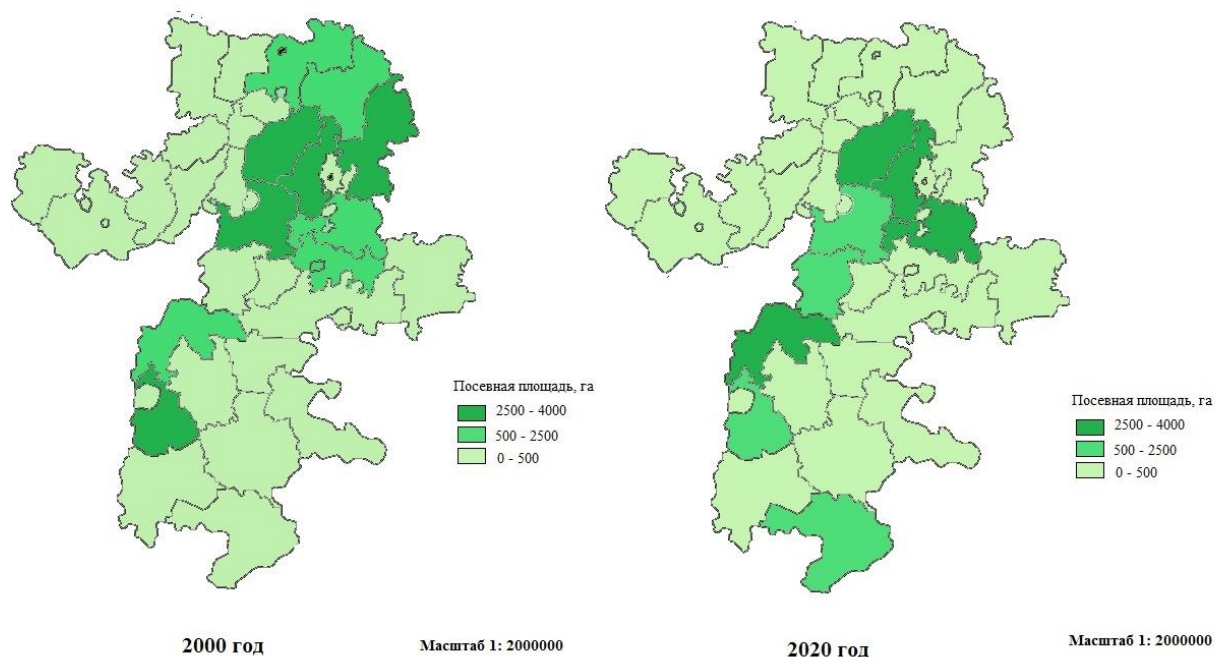 Посевная площадь, га
2500 - 4000
500 - 2500
0 - 500
2000 год
Масштаб 1: 2000000
Посевная площадь, га
2500 - 4000
500 - 2500
0 - 500
2020 год
Масштаб 1: 2000000